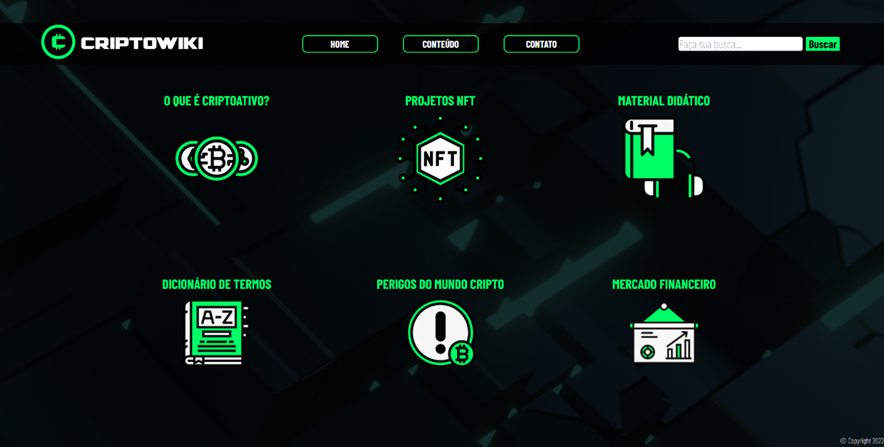 CRIPTOWIKI
HOME
CONTEÚDO
CONTATO
Faça sua busca...
Buscar
O QUE É CRIPTOATIVO?
PROJETOS NFT
MATERIAL DIDÁTICO
NFT
DICIONÁRIO DE TERMOS
PERIGOS DO MUNDO CRIPTO
MERCADO FINANCEIRO
A-Z
© Copyright 2022